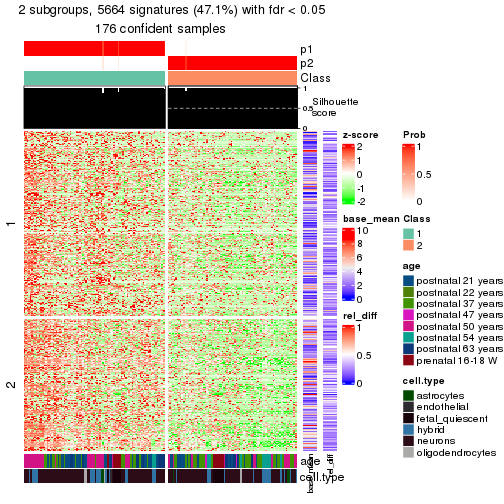 2 subgroups, 5664 signatures (47.1%) with fdr < 0.05
176 confident samples
p1
p2
Class
1
0.5
0
Silhouette
score
1
2
age
cell.type
base_mean
rel_diff
z-score
2
1
0
-1
-2
base_mean
10
8
6
4
2
0
rel_diff
1
0.5
0
Prob
1
0.5
0
Class
1
2
age
postnatal 21 years
postnatal 22 years
postnatal 37 years
postnatal 47 years
postnatal 50 years
postnatal 54 years
postnatal 63 years
prenatal 16-18 W
cell.type
astrocytes
endothelial
fetal_quiescent
hybrid
neurons
oligodendrocytes